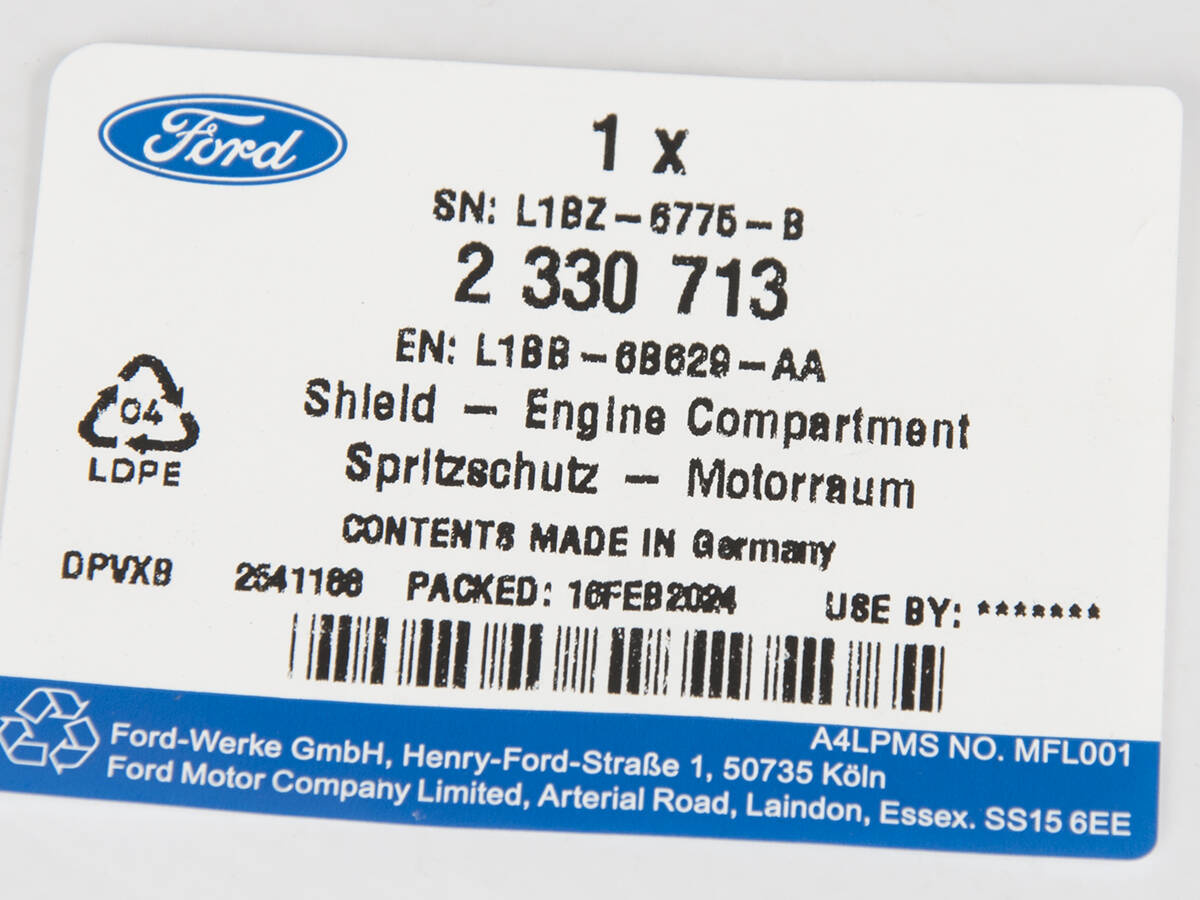 Ford
1 x
SN: L1BZ-6775-B
2 330 713
EN: L1BB-6B629-AA
Shield - Engine Compartment
Spritzschutz - Motorraum
04
LDPE
CONTENTS MADE IN Germany
DPVXB PACKED: 16FEB2024 USE BY: *******
A4LPMS NO. MFL001
Ford-Werke GmbH, Henry-Ford-Straße 1, 50735 Köln
Ford Motor Company Limited, Arterial Road, Laindon, Essex. SS15 6EE